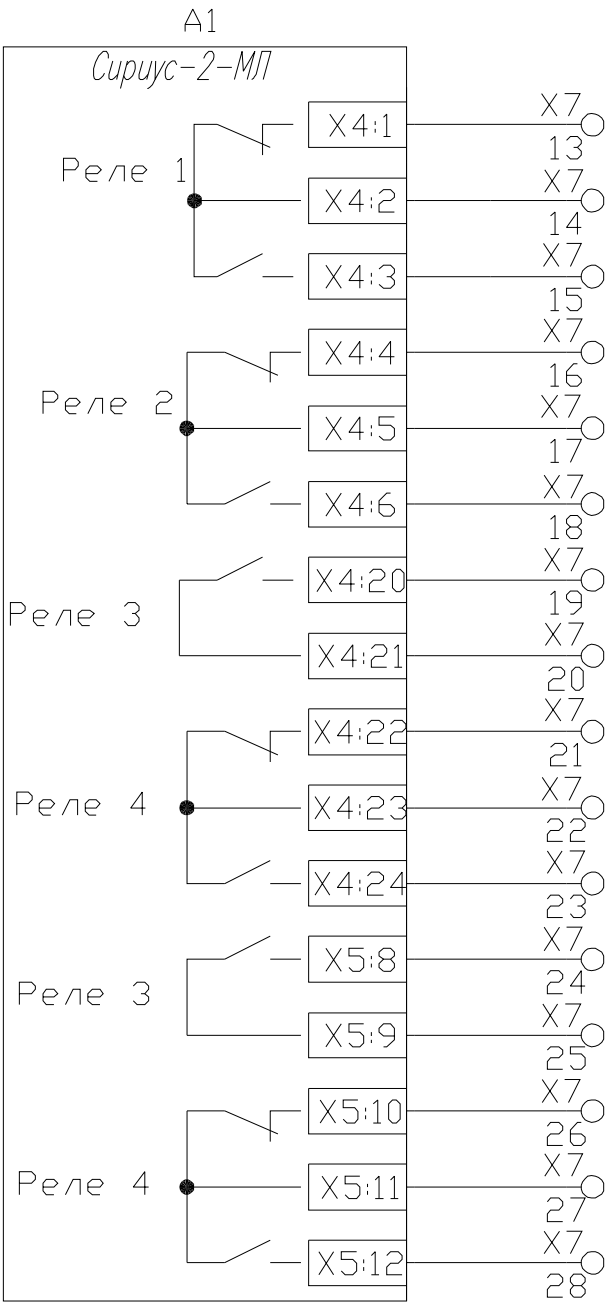 A1
Сириус-2-МЛ
X4:1
X7
13
Реле 1
X4:2
X7
14
X4:3
X7
15
X4:4
X7
16
Реле 2
X4:5
X7
17
X4:6
X7
18
X4:20
X7
19
Реле 3
X4:21
X7
20
X4:22
X7
21
Реле 4
X4:23
X7
22
X4:24
X7
23
X5:8
X7
24
Реле 3
X5:9
X7
25
X5:10
X7
26
Реле 4
X5:11
X7
27
X5:12
X7
28